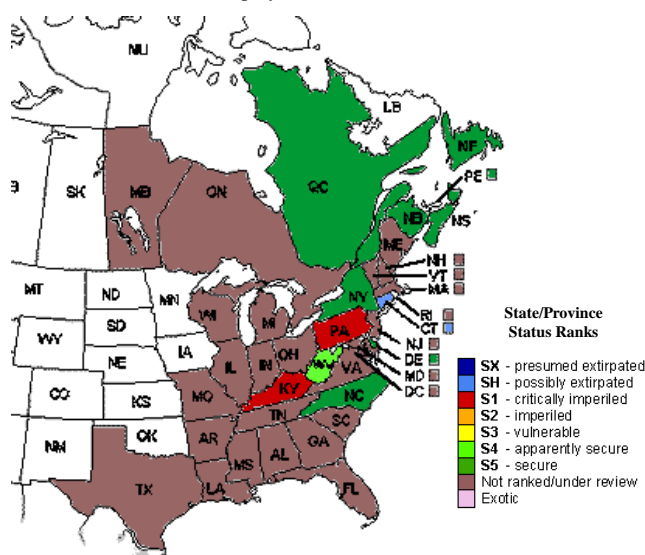 NU
LB
NF
PE
SK
MB
ON
QC
NB
NS
ME
NH
VT
MA
MT
ND
MN
WI
MI
NY
RI
CT
SD
WY
IA
PA
NJ
NE
IL
IN
OH
WV
VA
DE
MD
DC
CO
KS
MO
KY
NC
TN
NM
OK
AR
SC
MS
AL
GA
TX
LA
FL
State/Province
Status Ranks
SX - presumed extirpated
SH - possibly extirpated
S1 - critically imperiled
S2 - imperiled
S3 - vulnerable
S4 - apparently secure
S5 - secure
Not ranked/under review
Exotic